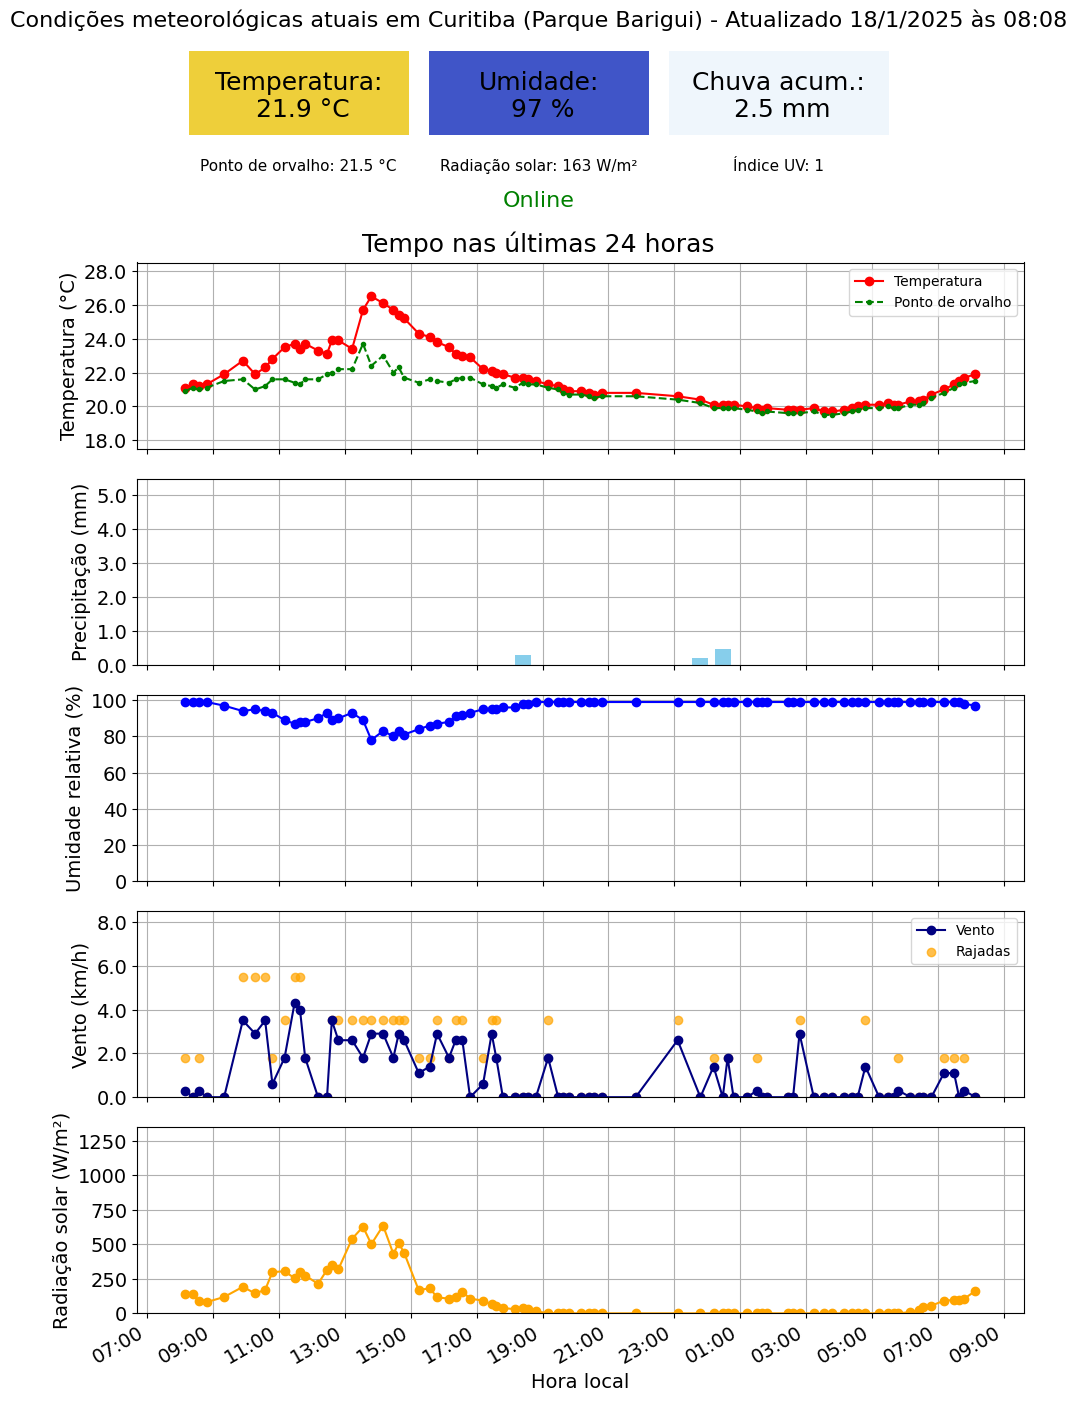 Condições meteorológicas atuais em Curitiba (Parque Barigui) - Atualizado 18/1/2025 às 08:08
Temperatura:
21.9 °C
Umidade:
97 %
Chuva acum.:
2.5 mm
Ponto de orvalho: 21.5 °C
Radiação solar: 163 W/m²
Índice UV: 1
Online
Tempo nas últimas 24 horas
Temperatura (°C)
28.0
26.0
24.0
22.0
20.0
18.0
Temperatura
Ponto de orvalho
Precipitação (mm)
5.0
4.0
3.0
2.0
1.0
0.0
Umidade relativa (%)
100
80
60
40
20
0
Vento (km/h)
8.0
6.0
4.0
2.0
0.0
Vento
Rajadas
Radiação solar (W/m²)
1250
1000
750
500
250
0
07:00 09:00 11:00 13:00 15:00 17:00 19:00 21:00 23:00 01:00 03:00 05:00 07:00 09:00
Hora local